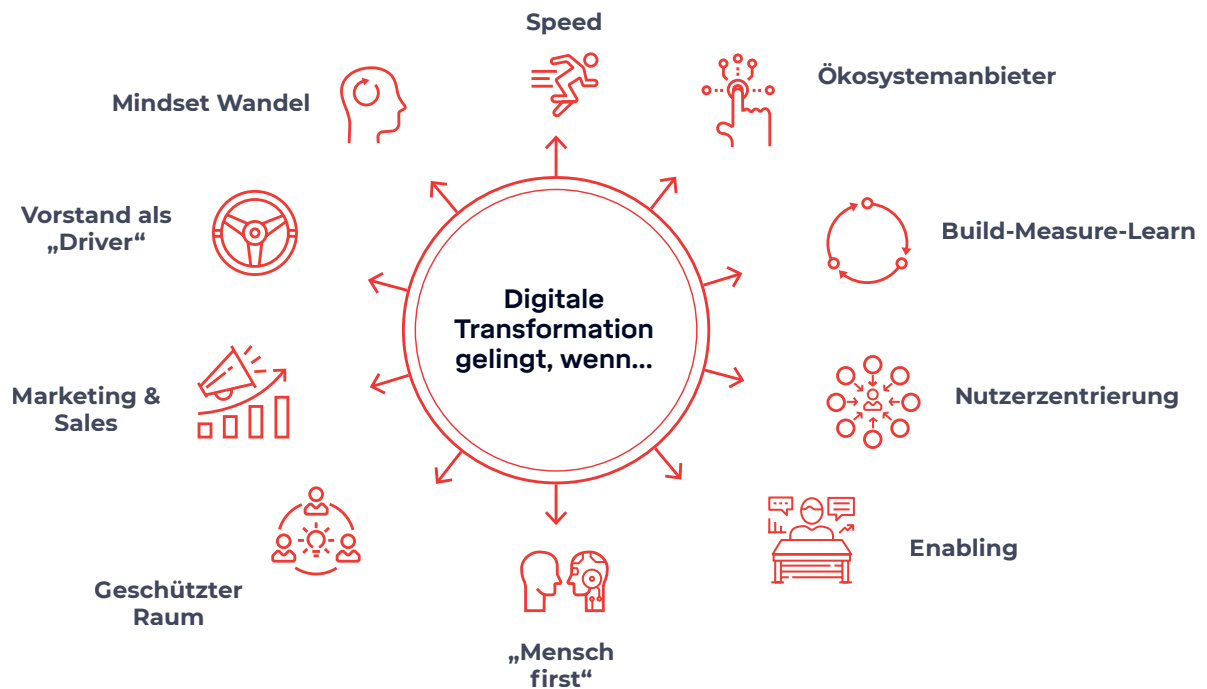 Speed
Ökosystemanbieter
Mindset Wandel
Vorstand als
„Driver“
Build-Measure-Learn
Digitale
Transformation
gelingt, wenn...
Marketing &
Sales
Nutzerzentrierung
Enabling
Geschützter
Raum
„Mensch
first“